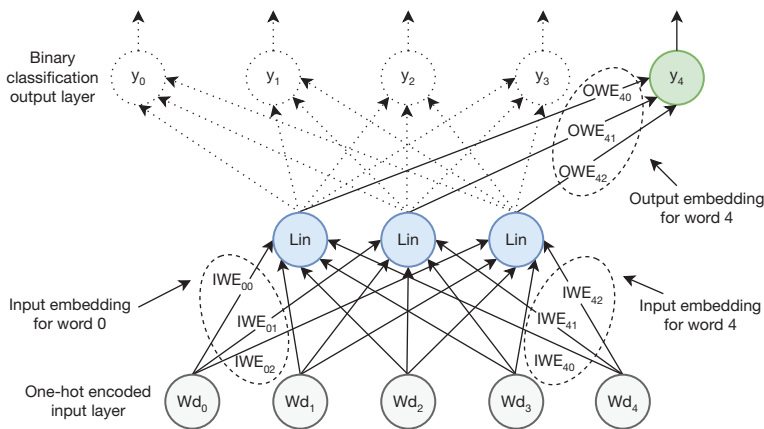 Binary
classification
output layer
y₀
y₁
y₂
y₃
y₄
OWE₄₀
OWE₄₁
OWE₄₂
Output embedding
for word 4
Lin
Lin
Lin
Input embedding
for word 0
IWE₀₀
IWE₀₁
IWE₀₂
IWE₄₂
IWE₄₁
IWE₄₀
Input embedding
for word 4
One-hot encoded
input layer
Wd₀
Wd₁
Wd₂
Wd₃
Wd₄